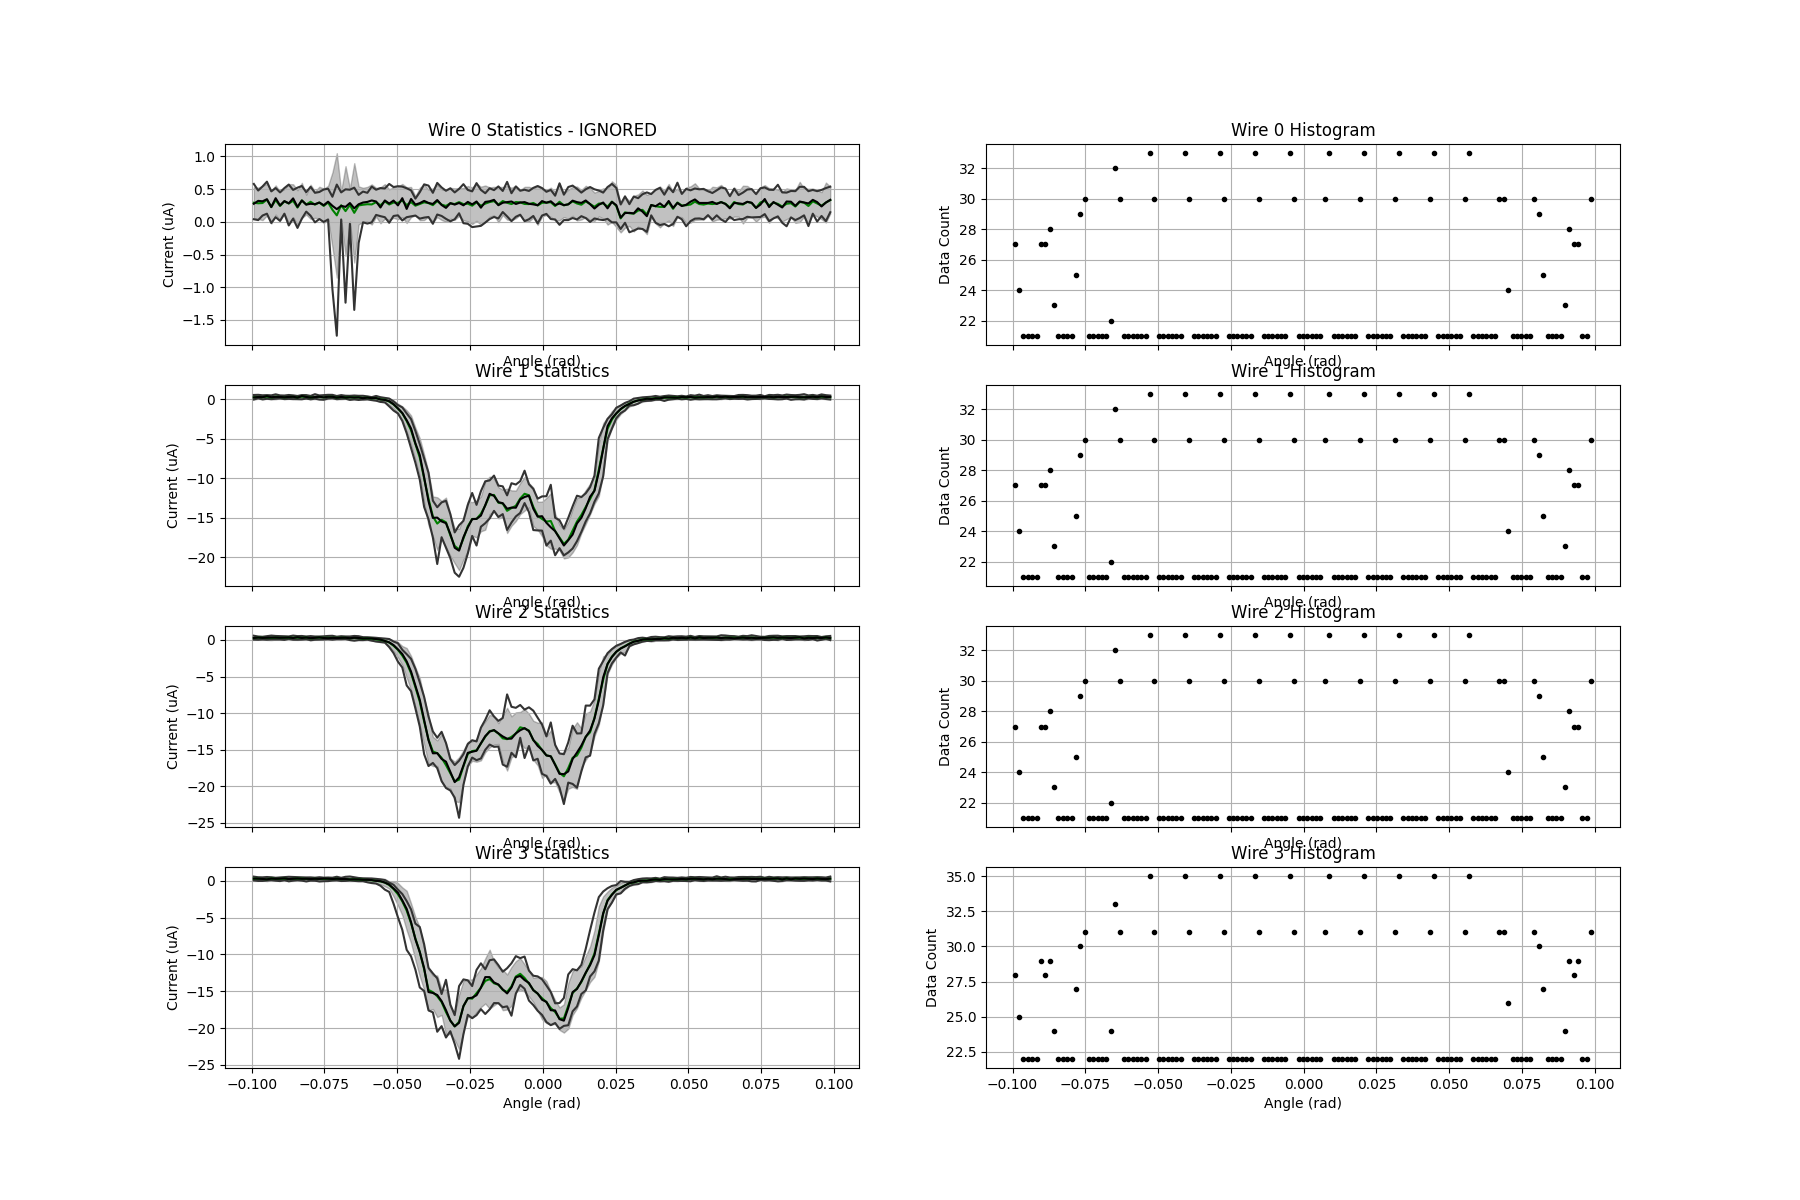 Wire 0 Statistics - IGNORED
Current (uA)
1.0
0.5
0.0
−0.5
−1.0
−1.5
Angle (rad)
Wire 0 Histogram
Data Count
32
30
28
26
24
22
Angle (rad)
Wire 1 Statistics
Current (uA)
0
−5
−10
−15
−20
Angle (rad)
Wire 1 Histogram
Data Count
32
30
28
26
24
22
Angle (rad)
Wire 2 Statistics
Current (uA)
0
−5
−10
−15
−20
−25
Angle (rad)
Wire 2 Histogram
Data Count
32
30
28
26
24
22
Angle (rad)
Wire 3 Statistics
Current (uA)
0
−5
−10
−15
−20
−25
−0.100 −0.075 −0.050 −0.025 0.000 0.025 0.050 0.075 0.100
Angle (rad)
Wire 3 Histogram
Data Count
35.0
32.5
30.0
27.5
25.0
22.5
−0.100 −0.075 −0.050 −0.025 0.000 0.025 0.050 0.075 0.100
Angle (rad)